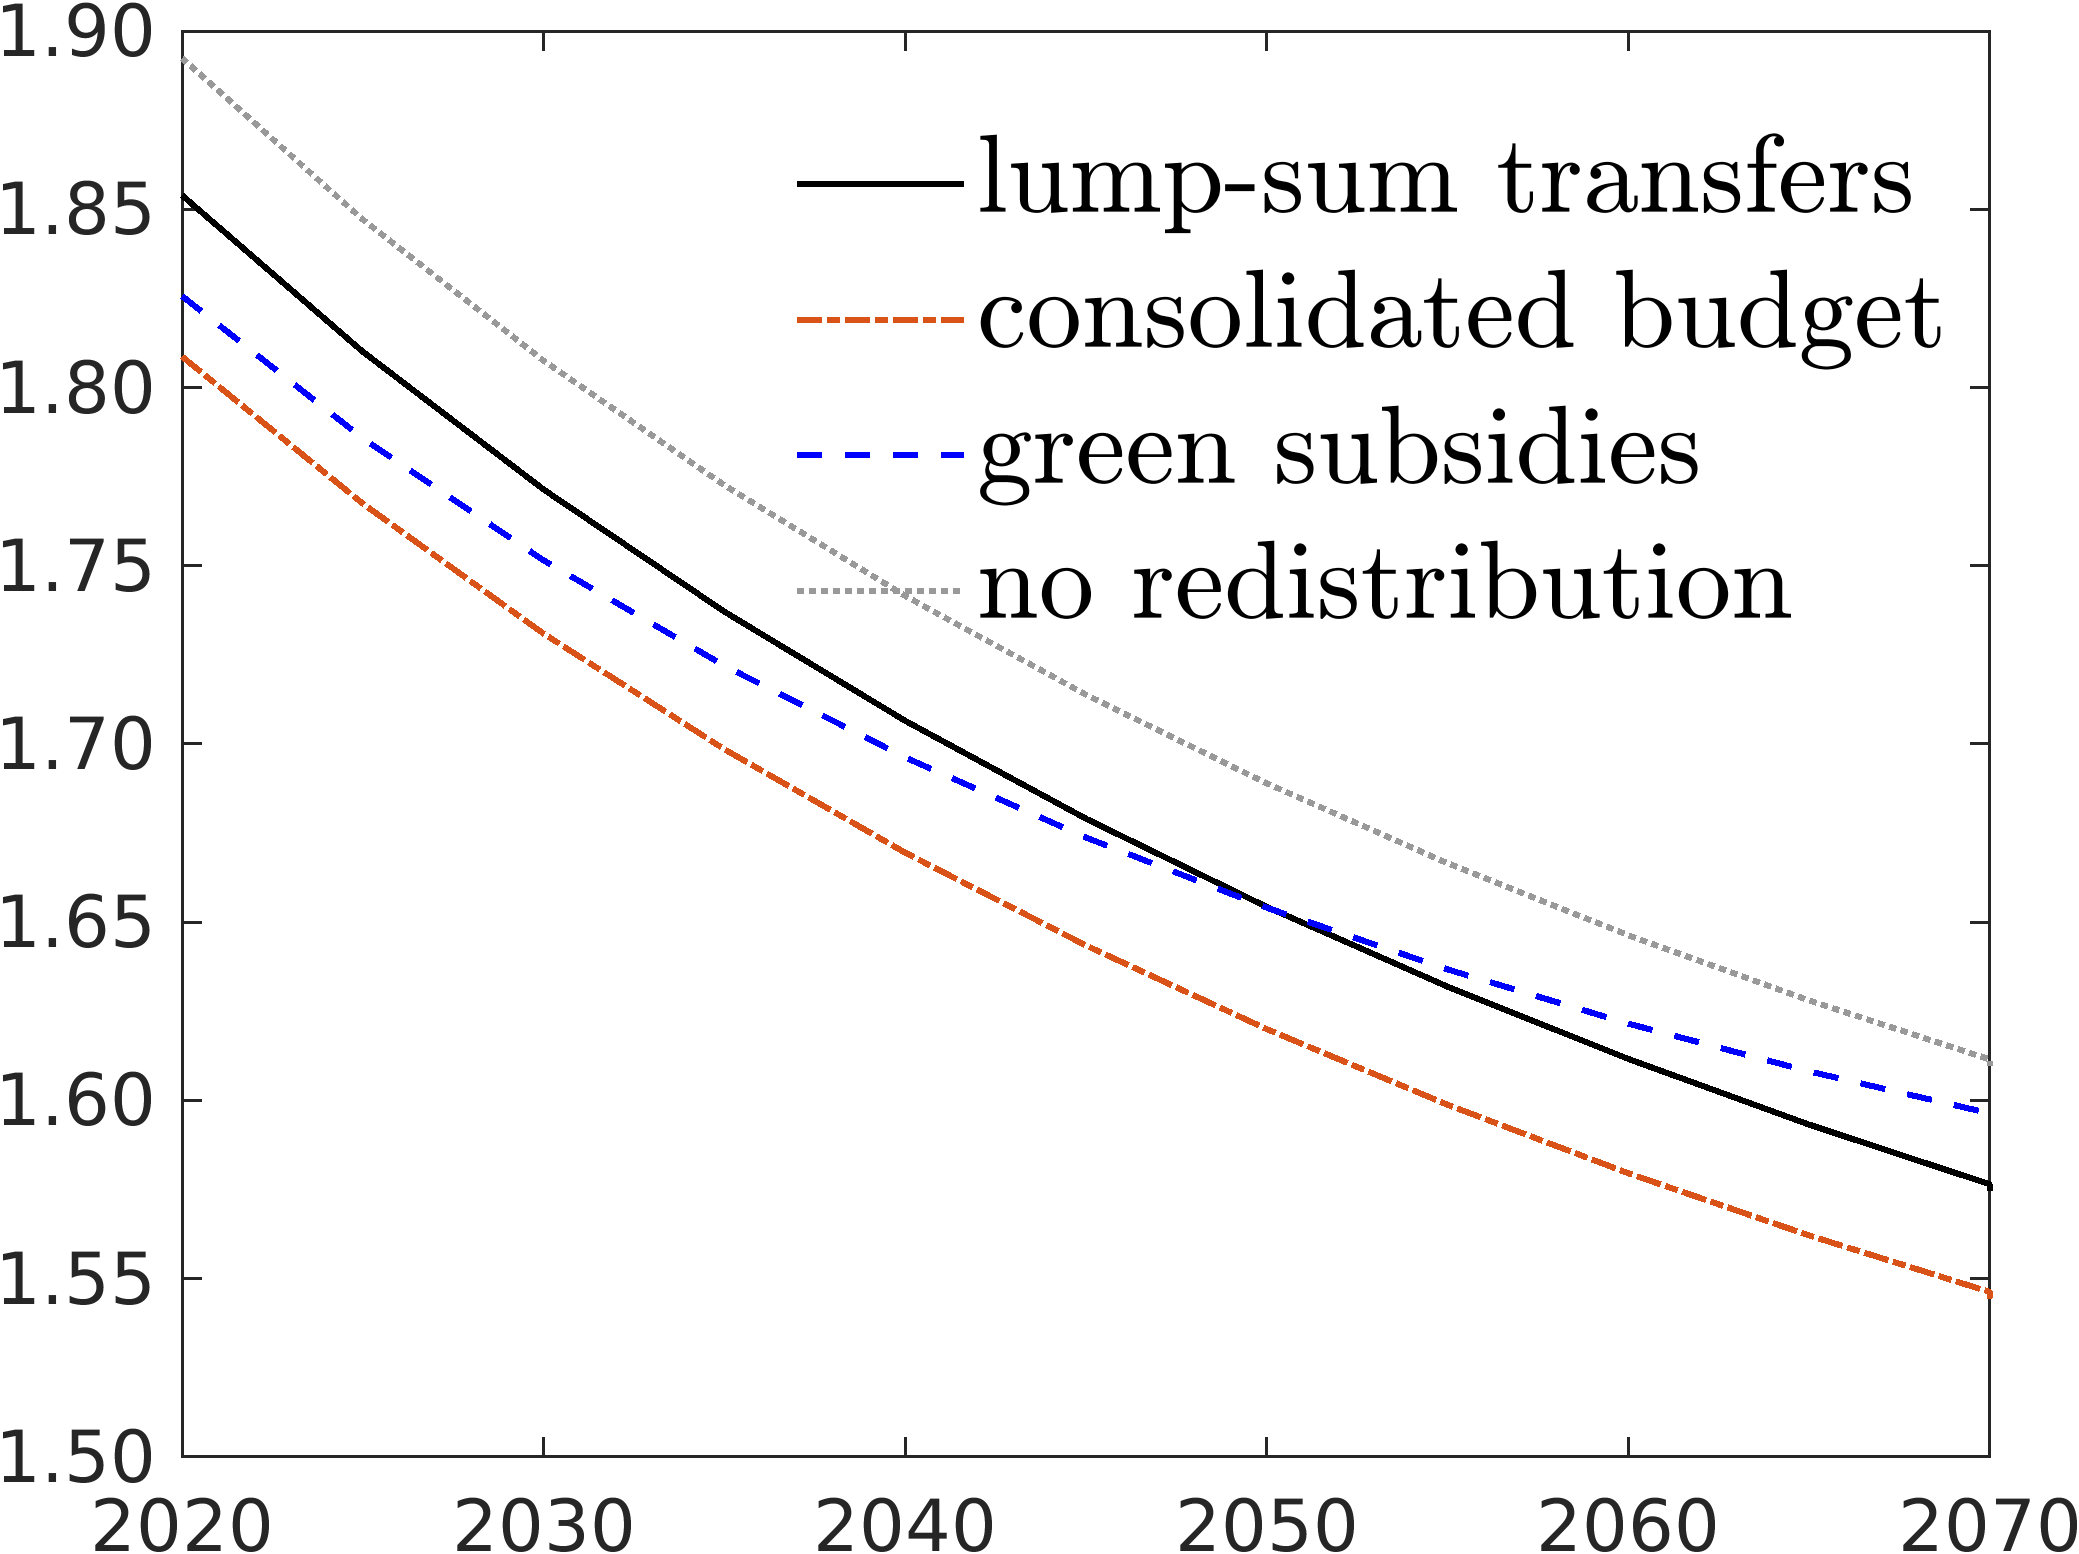 1.90
1.85
1.80
1.75
1.70
1.65
1.60
1.55
1.50
2020 2030 2040 2050 2060 2070
lump-sum transfers
consolidated budget
green subsidies
no redistribution